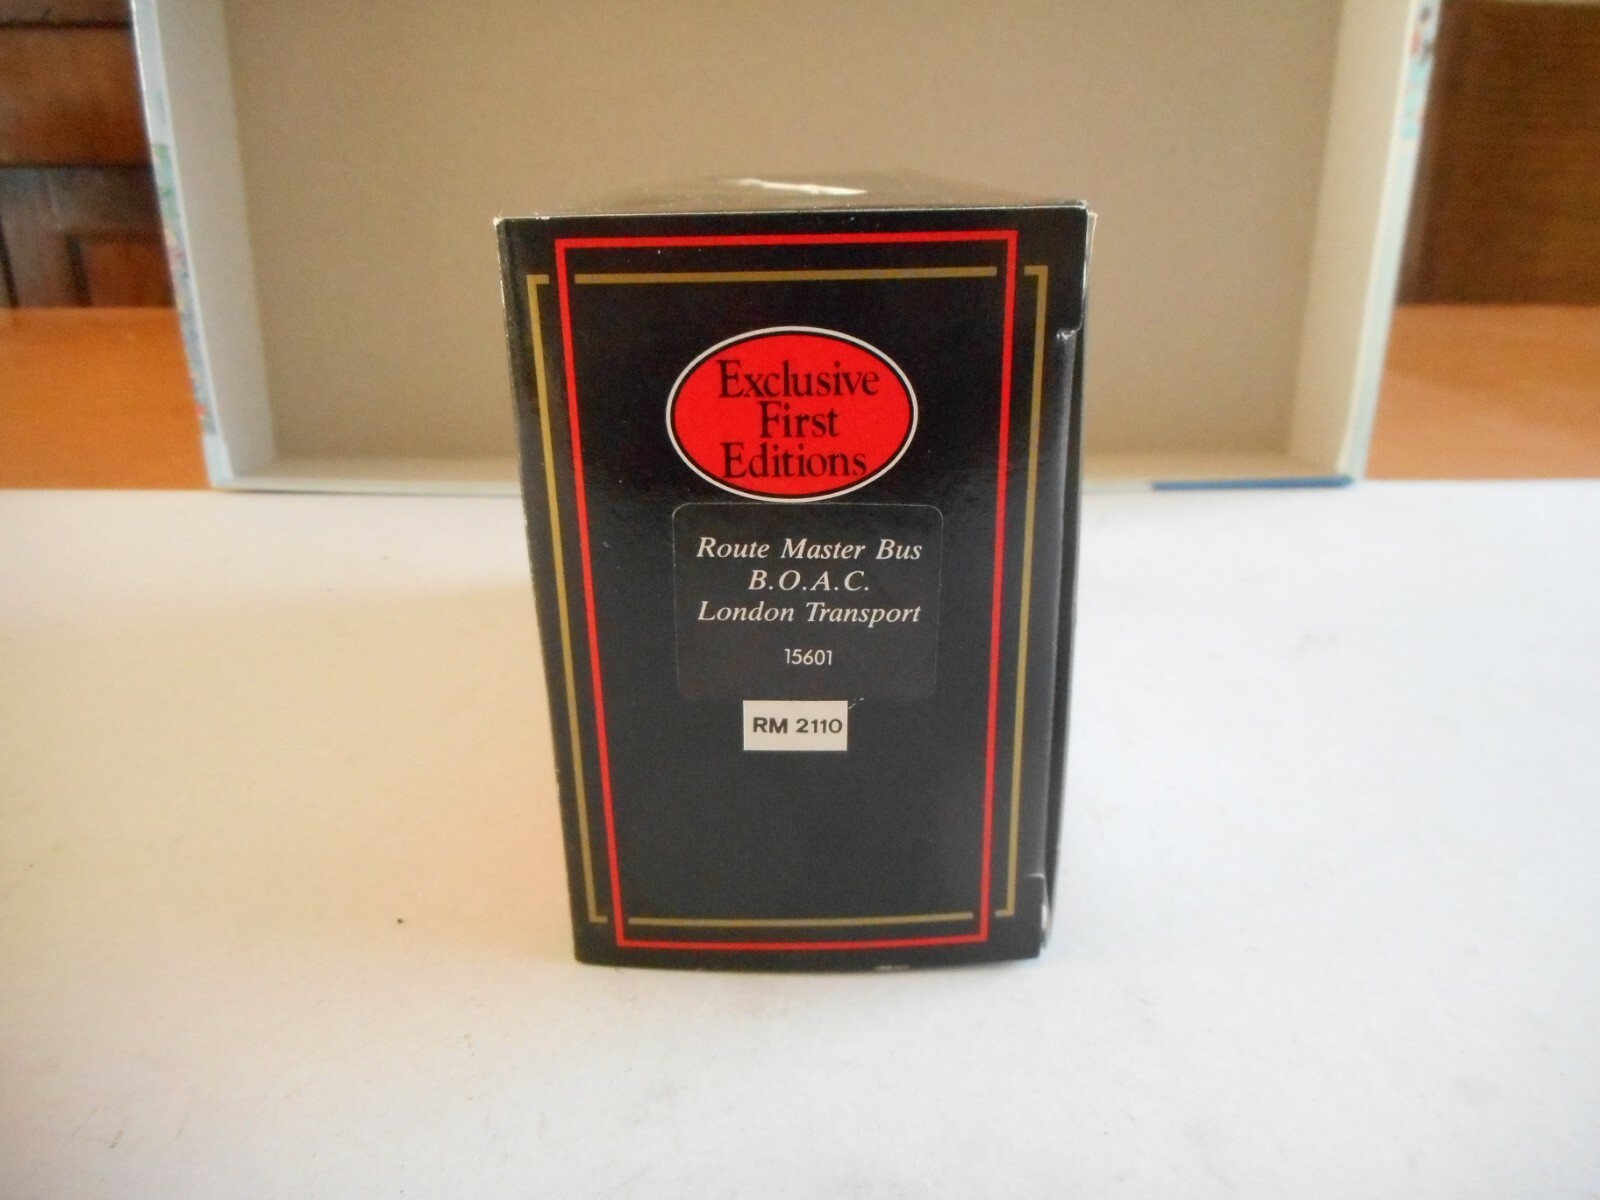 Exclusive
First
Editions
Route Master Bus
B.O.A.C.
London Transport
15601
RM 2110